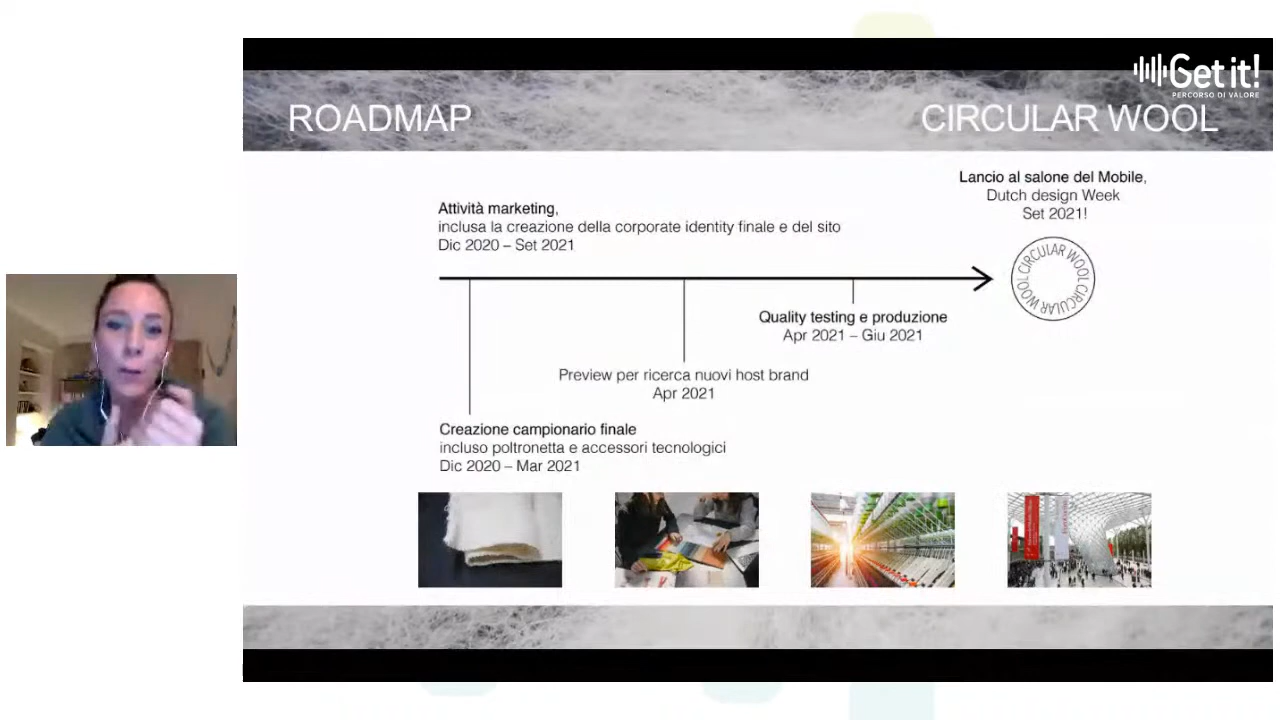 Get it!
PERCORSO DI VALORE
ROADMAP
CIRCULAR WOOL
Lancio al salone del Mobile,
Dutch design Week
Set 2021!
Attività marketing,
inclusa la creazione della corporate identity finale e del sito
Dic 2020 – Set 2021
CIRCULAR WOOL CIRCULAR WOOL
Quality testing e produzione
Apr 2021 – Giu 2021
Preview per ricerca nuovi host brand
Apr 2021
Creazione campionario finale
incluso poltronetta e accessori tecnologici
Dic 2020 – Mar 2021